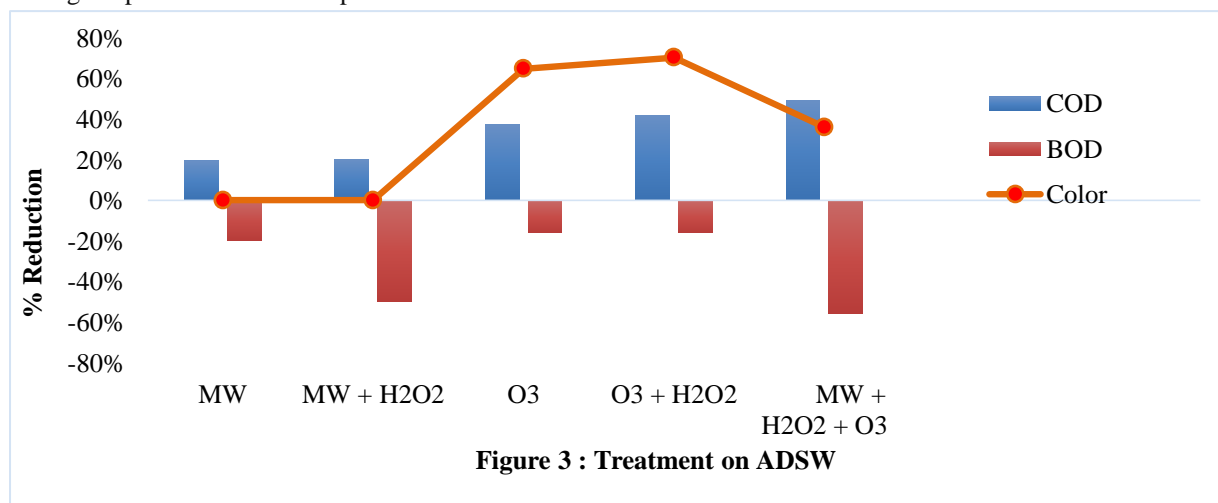 80%
60%
40%
20%
0%
-20%
-40%
-60%
-80%
% Reduction
COD
BOD
Color
MW
MW + H2O2
O3
O3 + H2O2
MW +
H2O2 + O3
Figure 3 : Treatment on ADSW